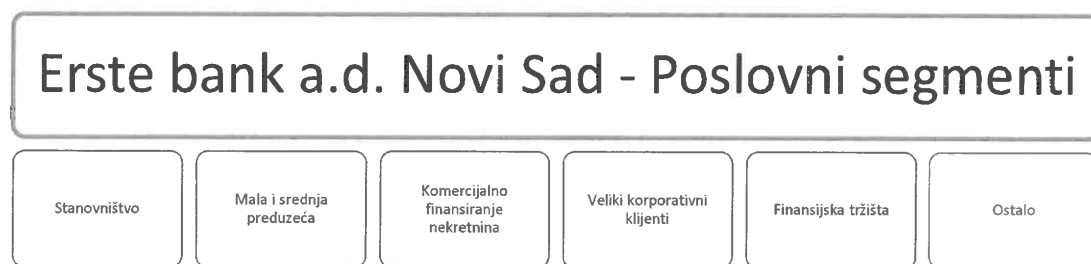 Erste bank a.d. Novi Sad - Poslovni segmenti
Stanovništvo
Mala i srednja
preduzeća
Komercijalno
finansiranje
nekretnina
Veliki korporativni
klijenti
Finansijska tržišta
Ostalo